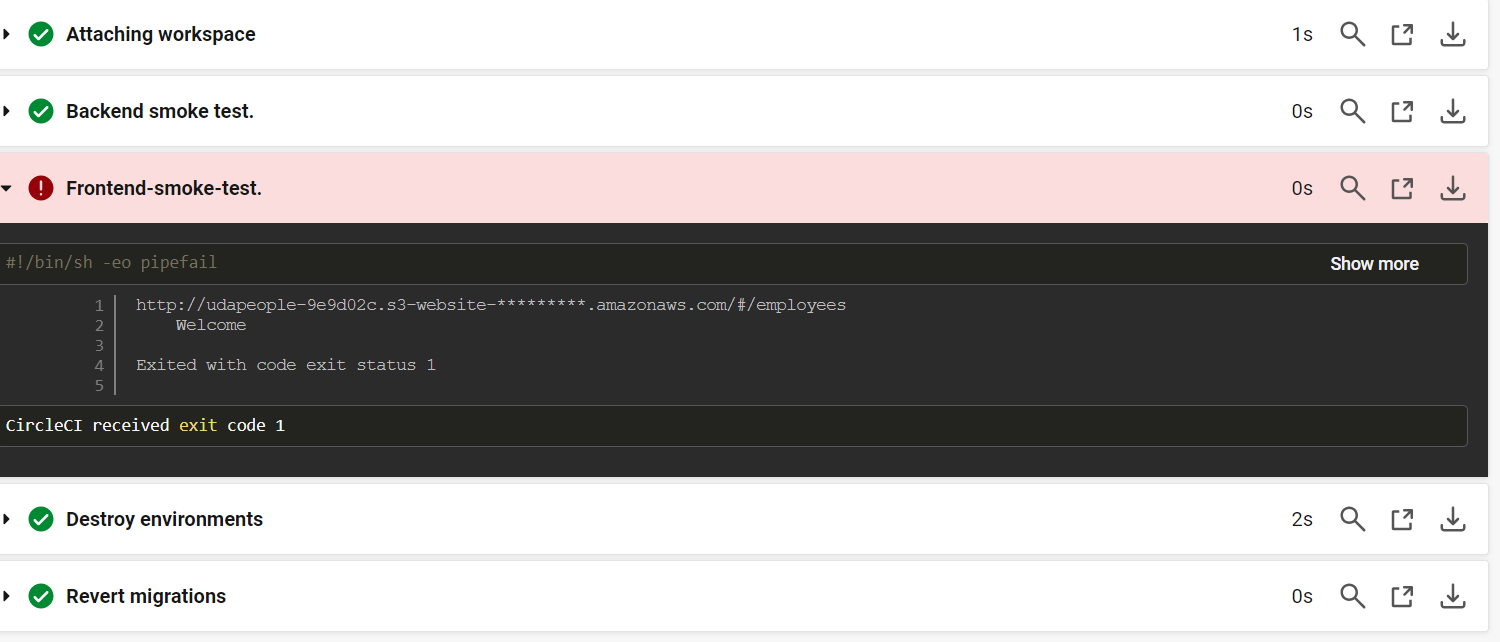 Attaching workspace 1s
Backend smoke test. 0s
Frontend-smoke-test. 0s
#!/bin/sh -eo pipefail Show more
1 http://udapeople-9e9d02c.s3-website-*********.amazonaws.com/#/employees
2 Welcome
3
4 Exited with code exit status 1
5
CircleCI received exit code 1
Destroy environments 2s
Revert migrations 0s